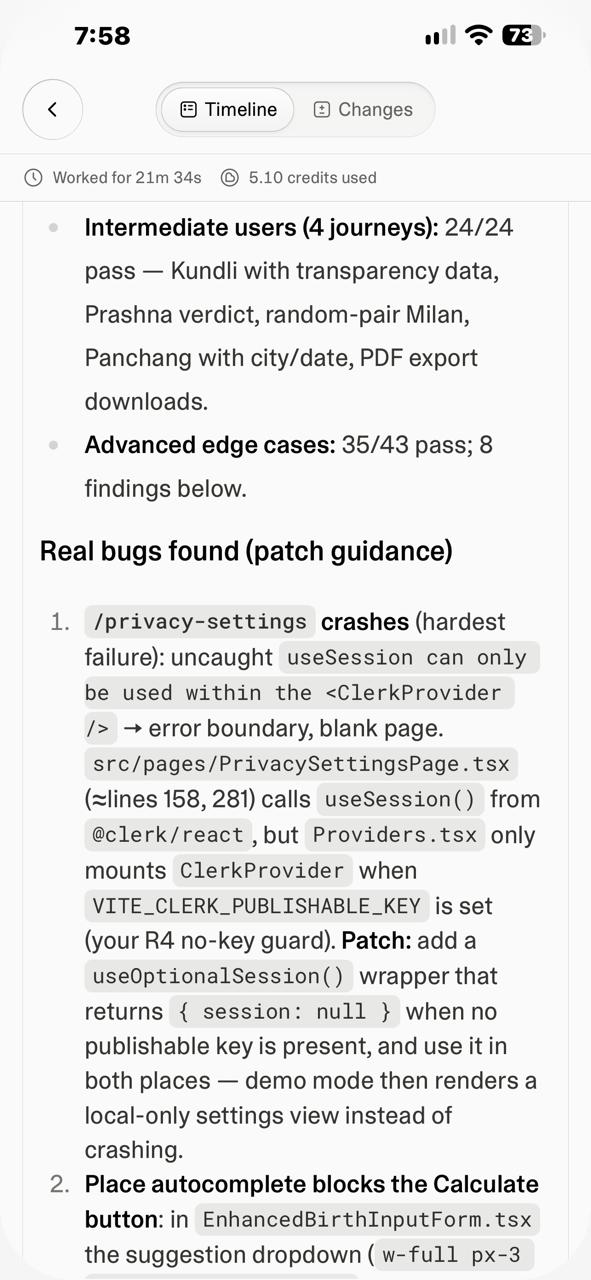 7:58
73
Timeline
Changes
Worked for 21m 34s
5.10 credits used
Intermediate users (4 journeys): 24/24
pass — Kundli with transparency data,
Prashna verdict, random-pair Milan,
Panchang with city/date, PDF export
downloads.
Advanced edge cases: 35/43 pass; 8
findings below.
Real bugs found (patch guidance)
1. /privacy-settings crashes (hardest
failure): uncaught useSession can only
be used within the <ClerkProvider
/> → error boundary, blank page.
src/pages/PrivacySettingsPage.tsx
(≈lines 158, 281) calls useSession() from
@clerk/react, but Providers.tsx only
mounts ClerkProvider when
VITE_CLERK_PUBLISHABLE_KEY is set
(your R4 no-key guard). Patch: add a
useOptionalSession() wrapper that
returns { session: null } when no
publishable key is present, and use it in
both places — demo mode then renders a
local-only settings view instead of
crashing.
2. Place autocomplete blocks the Calculate
button: in EnhancedBirthInputForm.tsx
the suggestion dropdown (w-full px-3